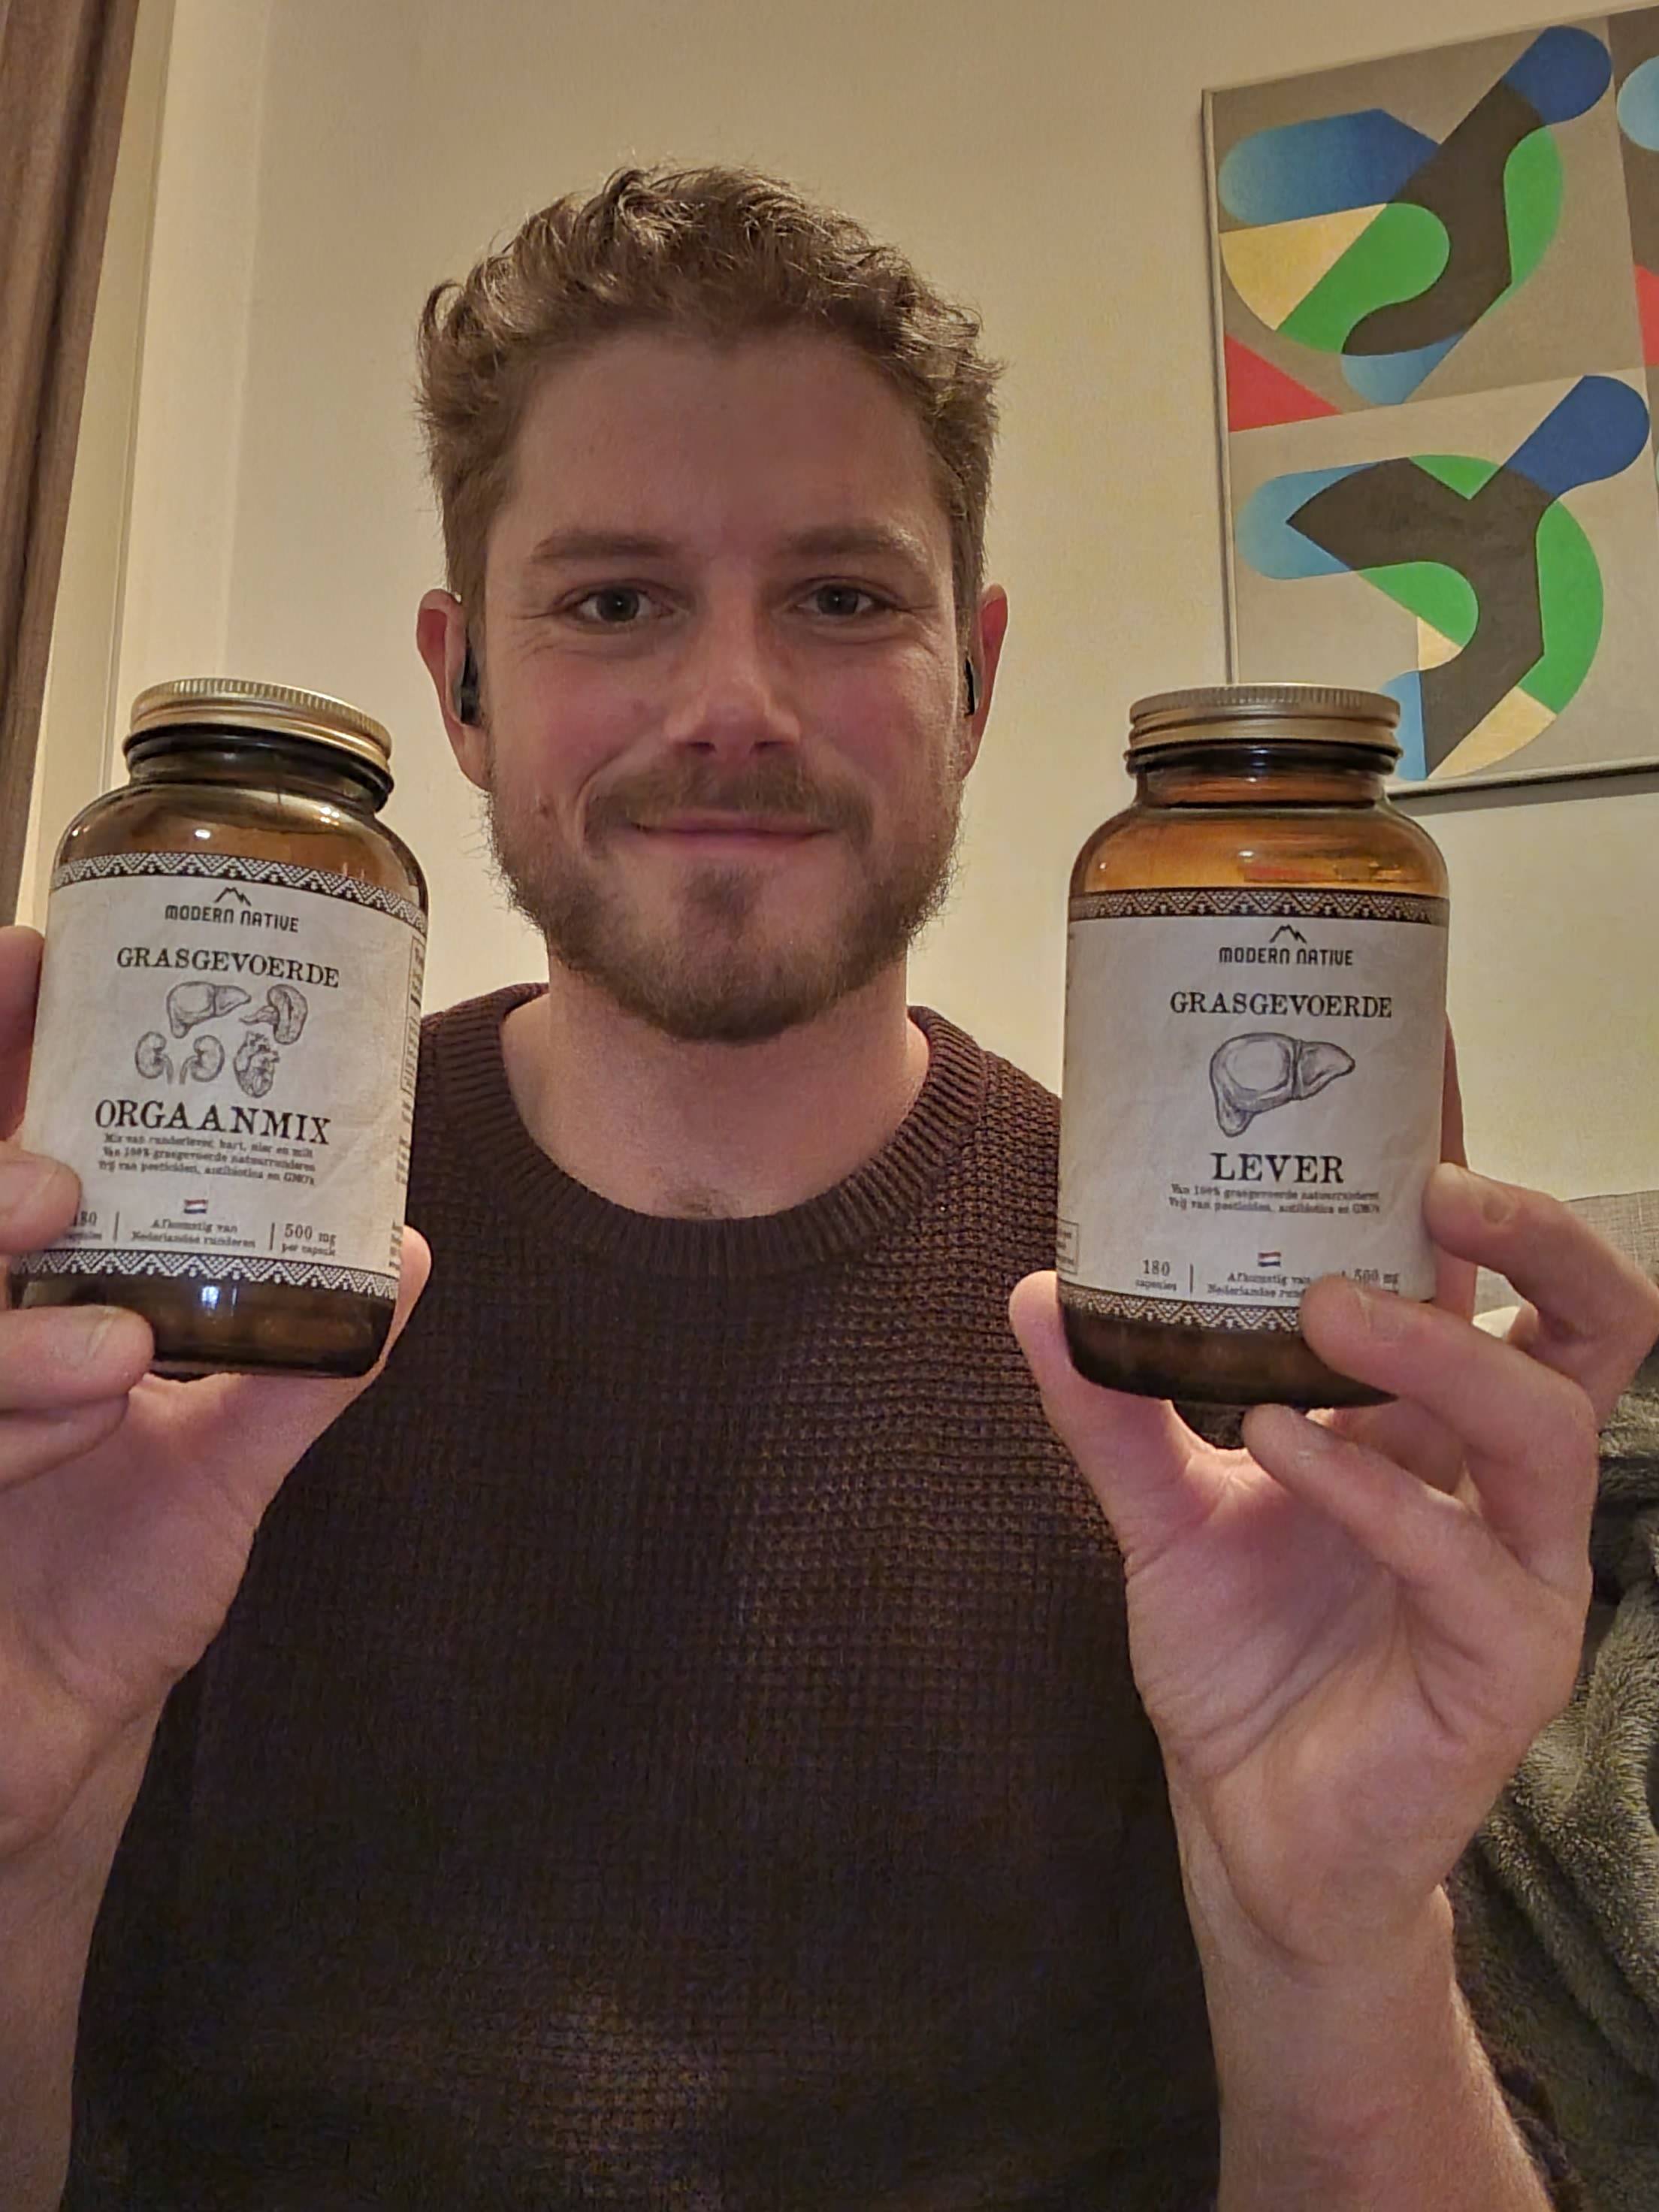 MODERN NATIVE
GRASGEVOERDE
ORGAANMIX
Mix van runderlever, hart, nier en milt
Van 100% grasgevoerde natuurrunderen
Vrij van pesticiden, antibiotica en GMO's
180
capsules
Afkomstig van
Nederlandse runderen
500 mg
per capsule
MODERN NATIVE
GRASGEVOERDE
LEVER
Van 100% grasgevoerde natuurrunderen
Vrij van pesticiden, antibiotica en GMO's
180
capsules
Afkomstig van
Nederlandse
500 mg